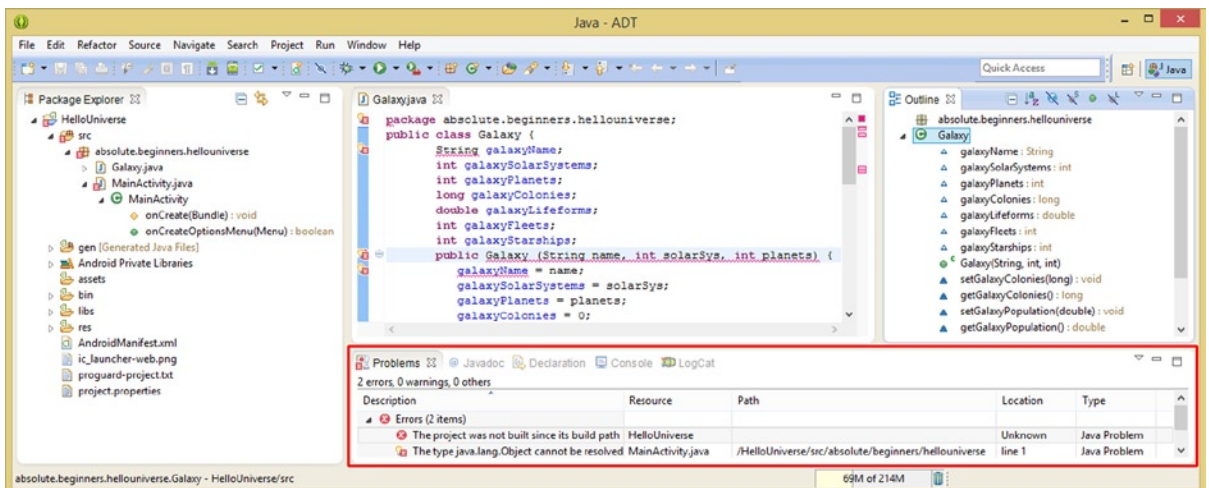 Java - ADT
File Edit Refactor Source Navigate Search Project Run Window Help
Quick Access
Java
Package Explorer
HelloUniverse
src
absolute.beginners.hellouniverse
Galaxy.java
MainActivity.java
MainActivity
onCreate(Bundle) : void
onCreateOptionsMenu(Menu) : boolean
gen [Generated Java Files]
Android Private Libraries
assets
bin
libs
res
AndroidManifest.xml
ic_launcher-web.png
proguard-project.txt
project.properties
Galaxy.java
package absolute.beginners.hellouniverse;
public class Galaxy {
String galaxyName;
int galaxySolarSystems;
int galaxyPlanets;
long galaxyColonies;
double galaxyLifeforms;
int galaxyFleets;
int galaxyStarships;
public Galaxy (String name, int solarSys, int planets) {
galaxyName = name;
galaxySolarSystems = solarSys;
galaxyPlanets = planets;
galaxyColonies = 0;
Outline
absolute.beginners.hellouniverse
Galaxy
galaxyName : String
galaxySolarSystems : int
galaxyPlanets : int
galaxyColonies : long
galaxyLifeforms : double
galaxyFleets : int
galaxyStarships : int
Galaxy(String, int, int)
setGalaxyColonies(long) : void
getGalaxyColonies() : long
setGalaxyPopulation(double) : void
getGalaxyPopulation() : double
Problems Javadoc Declaration Console LogCat
2 errors, 0 warnings, 0 others
Description Resource Path Location Type
Errors (2 items)
The project was not built since its build path HelloUniverse Unknown Java Problem
The type java.lang.Object cannot be resolved MainActivity.java /HelloUniverse/src/absolute/beginners/hellouniverse line 1 Java Problem
absolute.beginners.hellouniverse.Galaxy - HelloUniverse/src
69M of 214M